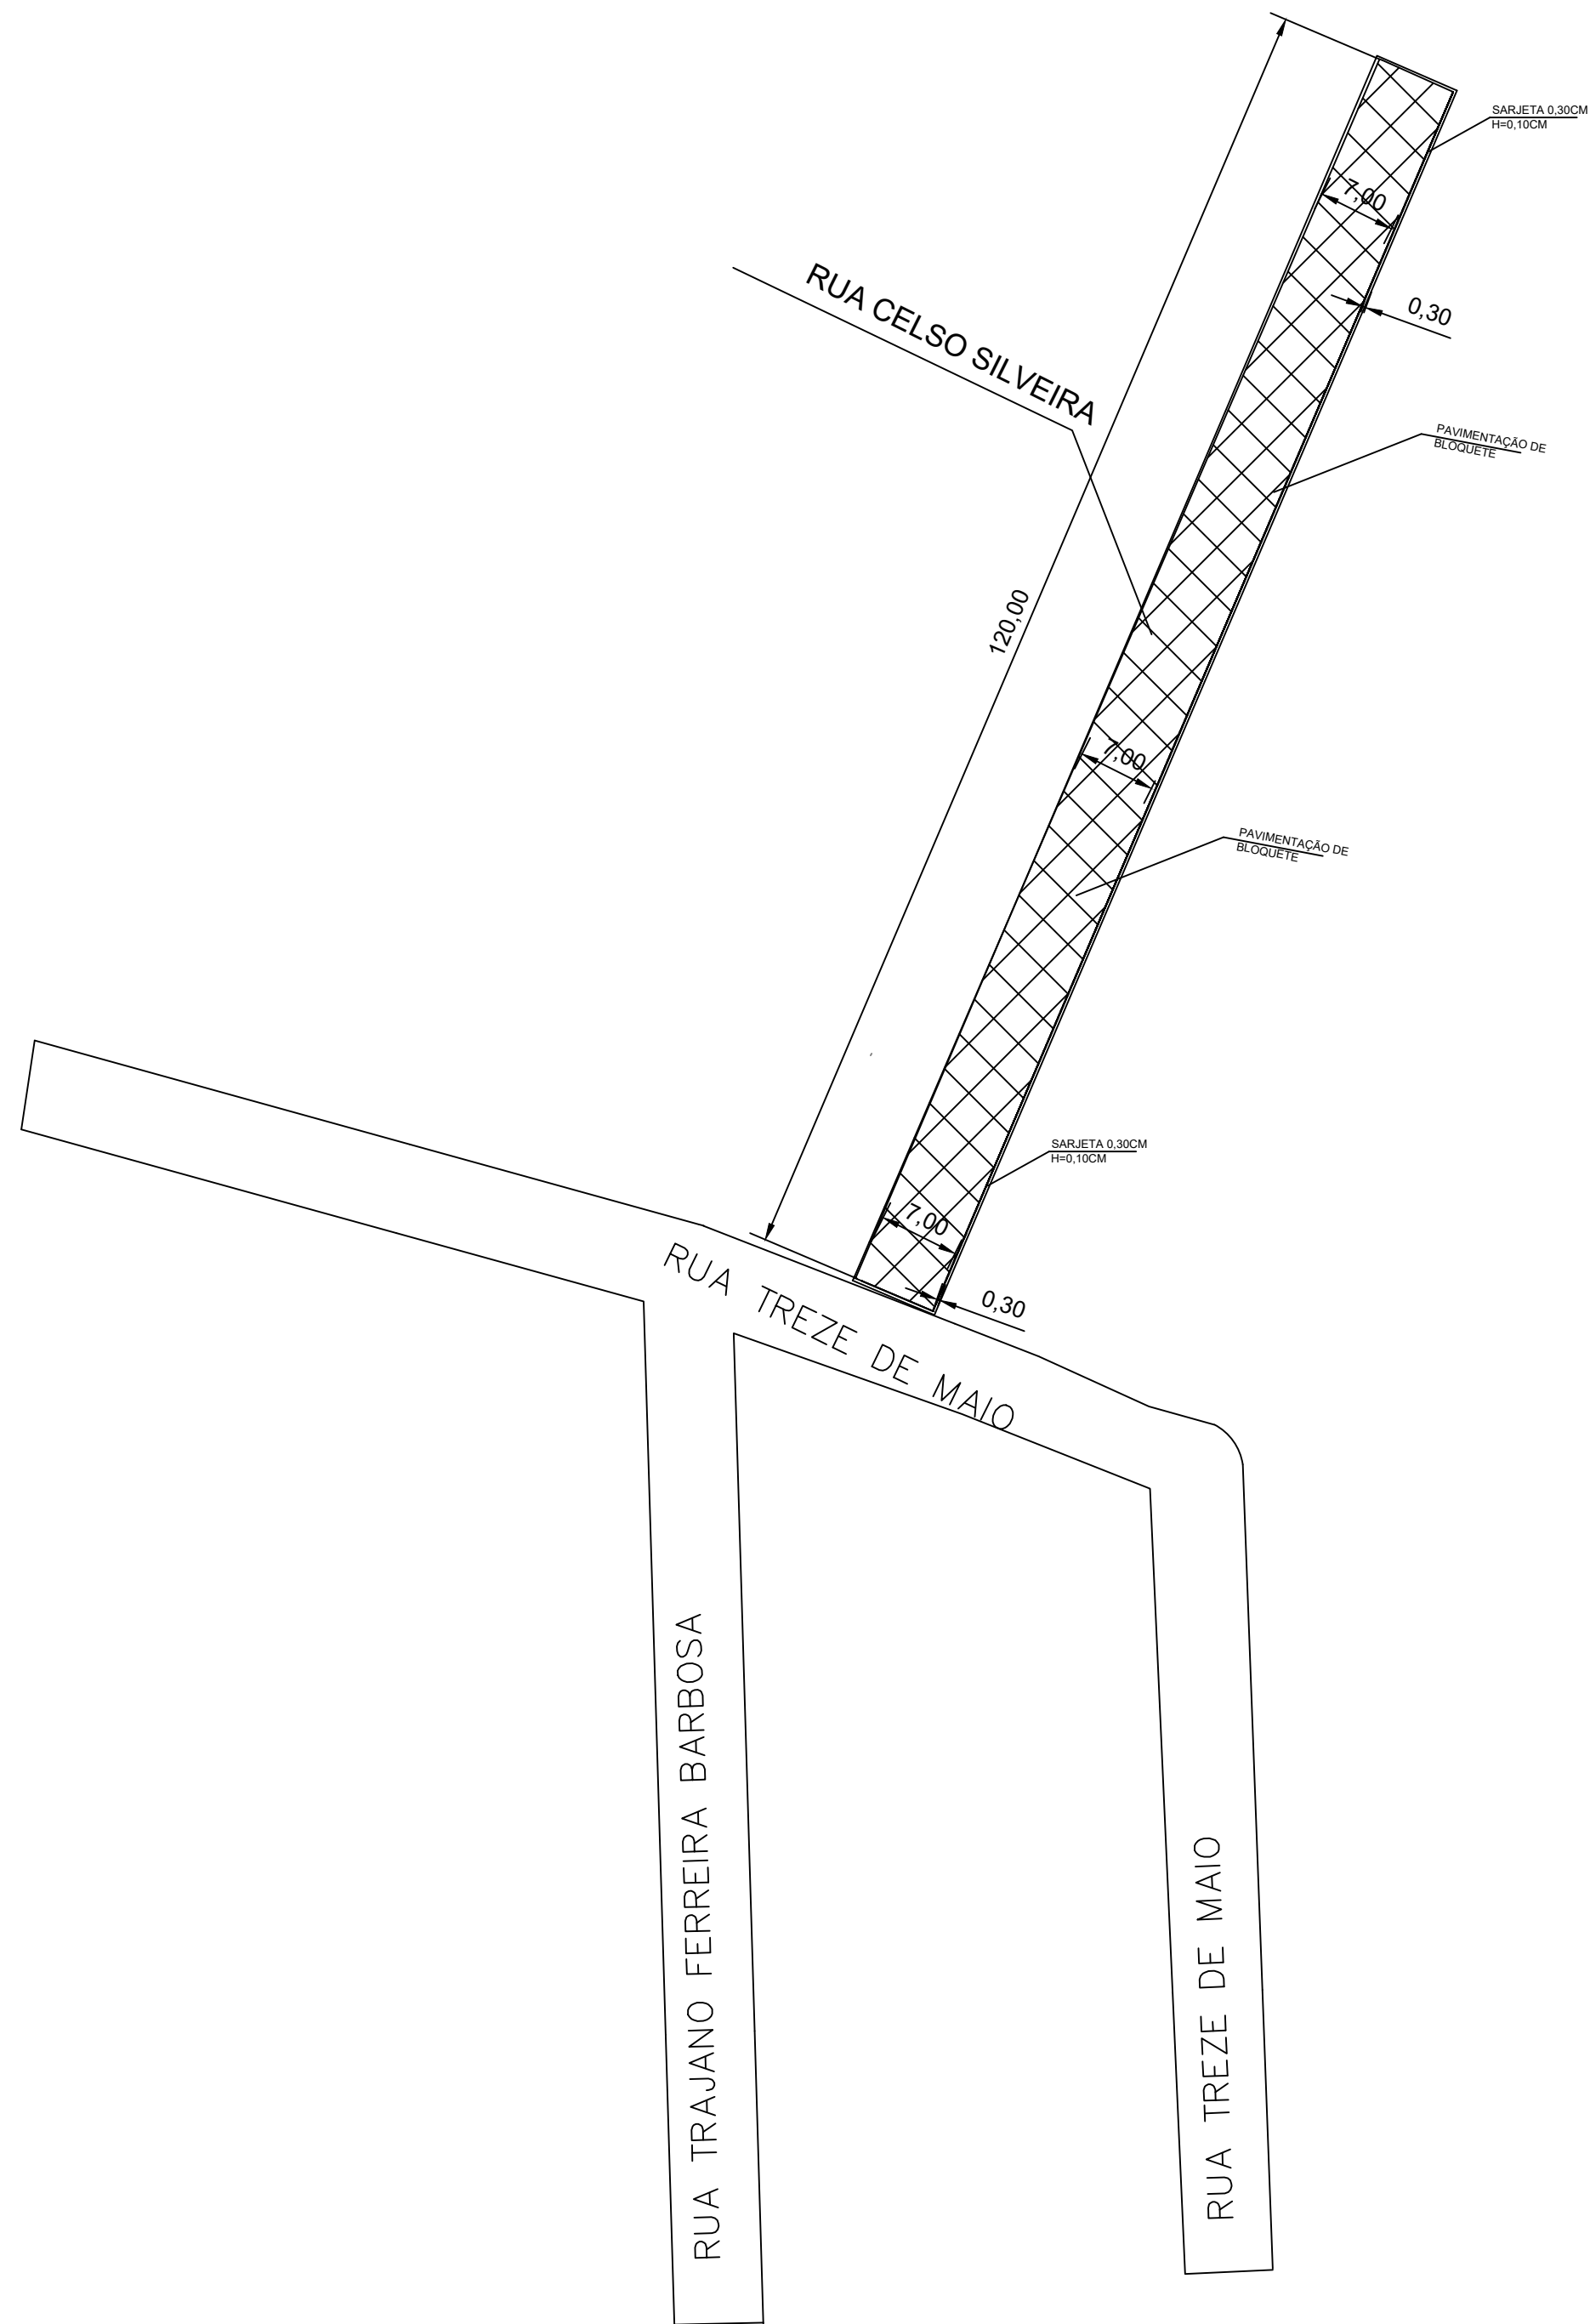 SARJETA 0,30CM
H=0,10CM
7,00
RUA CELSO SILVEIRA
0,30
PAVIMENTAÇÃO DE
BLOQUETE
120,00
7,00
PAVIMENTAÇÃO DE
BLOQUETE
SARJETA 0,30CM
H=0,10CM
7,00
RUA TREZE DE MAIO
0,30
RUA TRAJANO FERREIRA BARBOSA
RUA TREZE DE MAIO